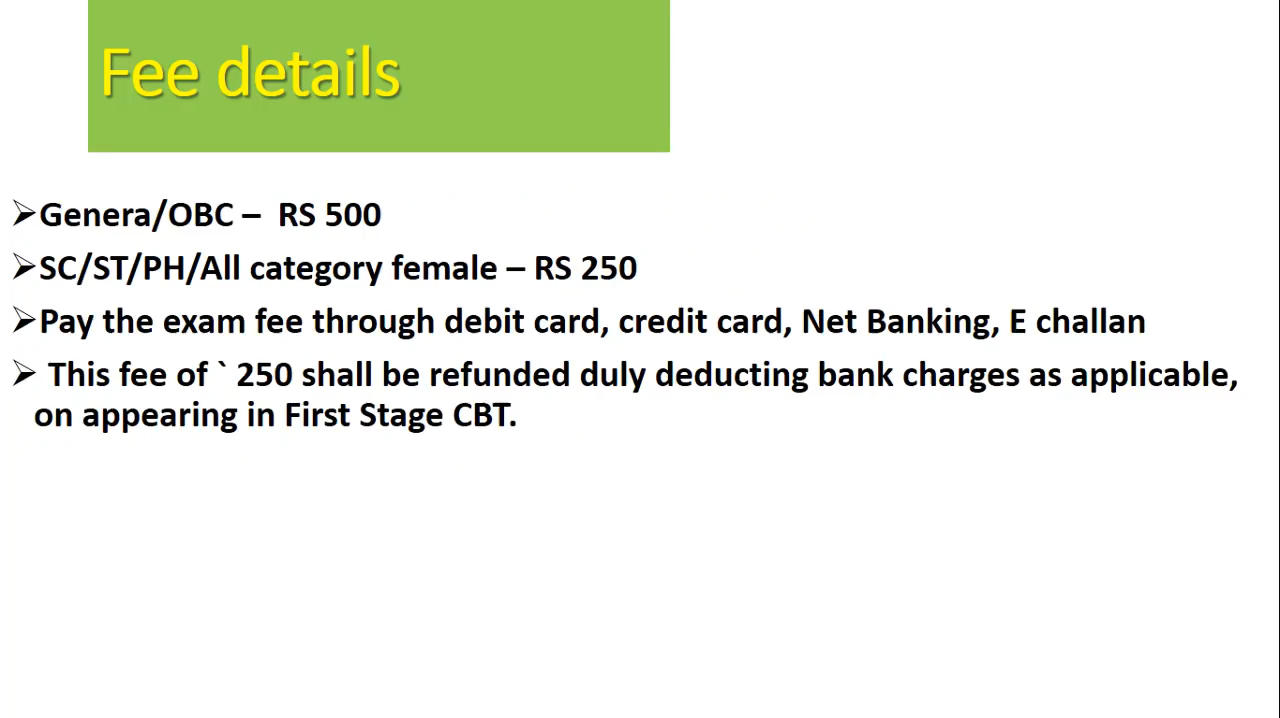 Fee details
➢Genera/OBC – RS 500
➢SC/ST/PH/All category female – RS 250
➢Pay the exam fee through debit card, credit card, Net Banking, E challan
➢ This fee of ` 250 shall be refunded duly deducting bank charges as applicable,
on appearing in First Stage CBT.